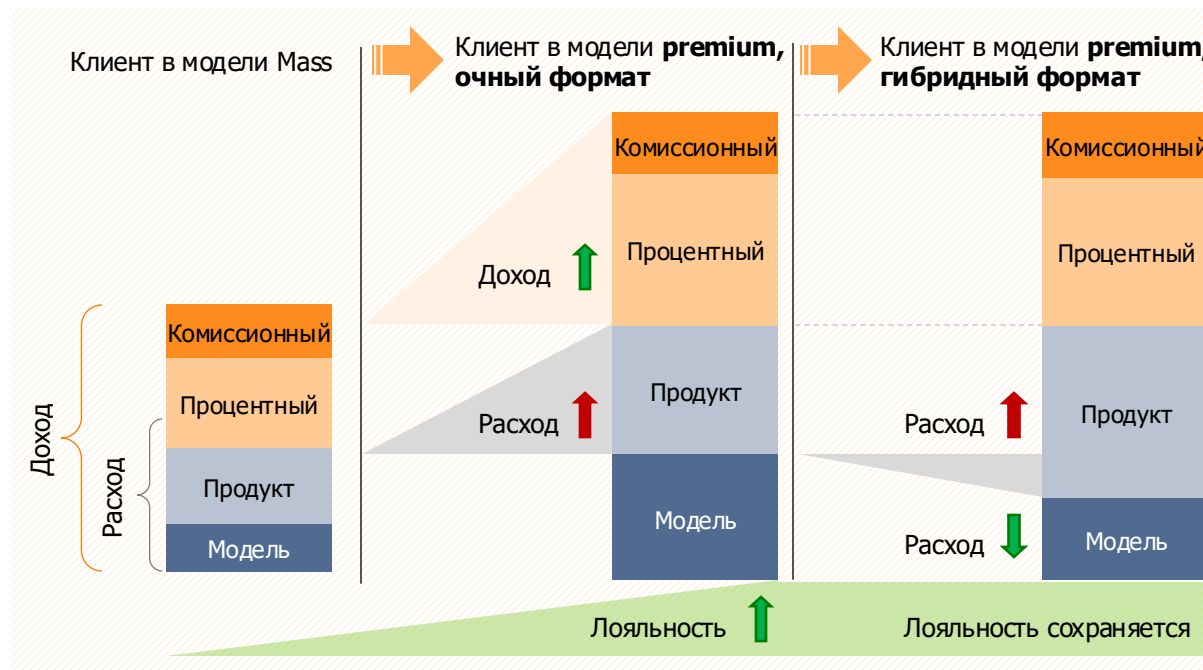 Клиент в модели Mass
Клиент в модели premium,
очный формат
Клиент в модели premium,
гибридный формат
Доход
Расход
Комиссионный
Процентный
Продукт
Модель
Доход
Расход
Комиссионный
Процентный
Продукт
Модель
Расход
Расход
Комиссионный
Процентный
Продукт
Модель
Лояльность
Лояльность сохраняется